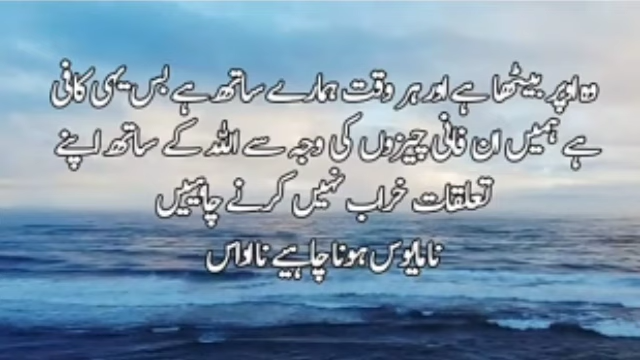 وہ اوپر بیٹھا ہے اور ہر وقت ہمارے ساتھ ہے بس یہی کافی
ہے ہمیں ان فانی چیزوں کی وجہ سے اللہ کے ساتھ اپنے
تعلقات خراب نہیں کرنے چاہییں
نا مایوس ہونا چاہیے نا اداس